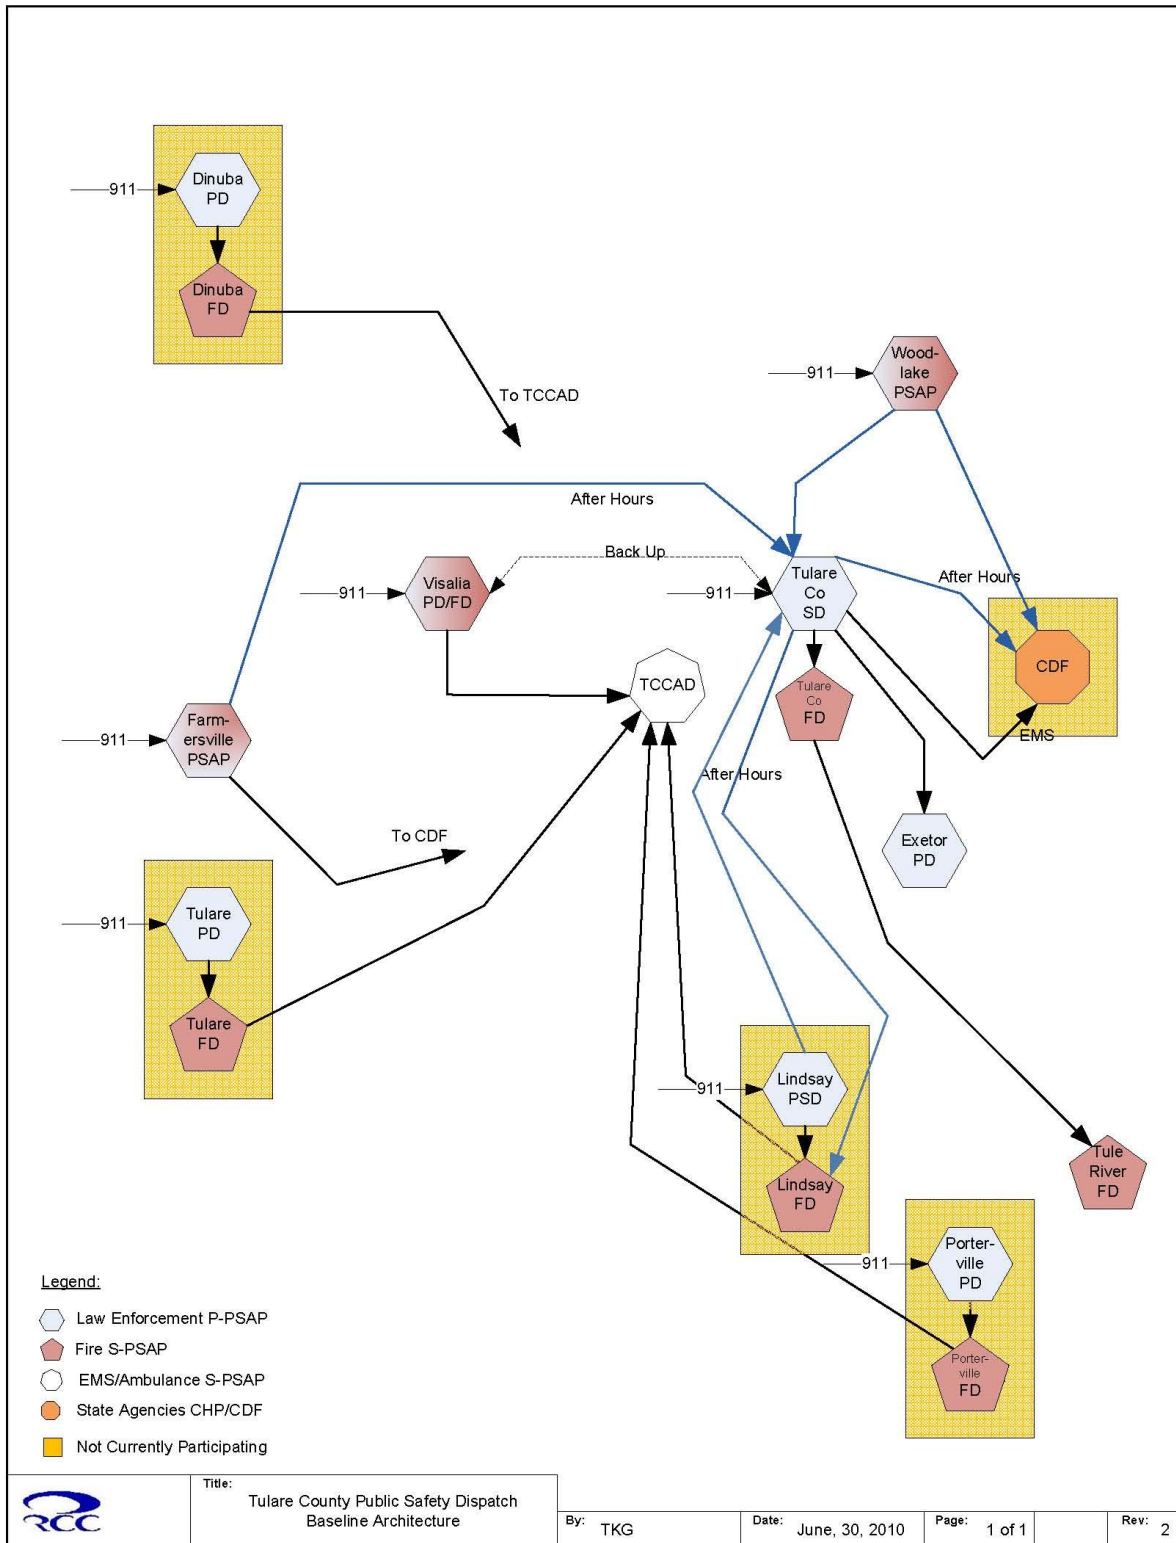 Dinuba
PD
911
Dinuba
FD
To TCCAD
Wood-
lake
PSAP
911
After Hours
Back Up
Visalia
PD/FD
911
Tulare
Co
SD
911
After Hours
CDF
EMS
TCCAD
Tulare
Co
FD
Farm-
ersville
PSAP
911
After Hours
To CDF
Exetor
PD
Tulare
PD
911
Tulare
FD
Lindsay
PSD
911
Lindsay
FD
Tule
River
FD
Porter-
ville
PD
911
Porter-
ville
FD
Legend:
Law Enforcement P-PSAP
Fire S-PSAP
EMS/Ambulance S-PSAP
State Agencies CHP/CDF
Not Currently Participating
RCC
Title:
Tulare County Public Safety Dispatch
Baseline Architecture
By: TKG
Date: June, 30, 2010
Page: 1 of 1
Rev: 2